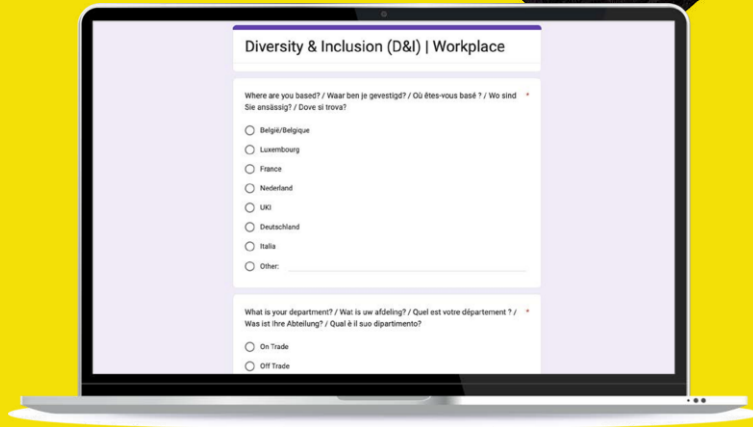 Diversity & Inclusion (D&I) | Workplace
Where are you based? / Waar ben je gevestigd? / Où êtes-vous basé ? / Wo sind *
Sie ansässig? / Dove si trova?
België/Belgique
Luxembourg
France
Nederland
UKI
Deutschland
Italia
Other:
What is your department? / Wat is uw afdeling? / Quel est votre département ? / *
Was ist Ihre Abteilung? / Qual è il suo dipartimento?
On Trade
Off Trade